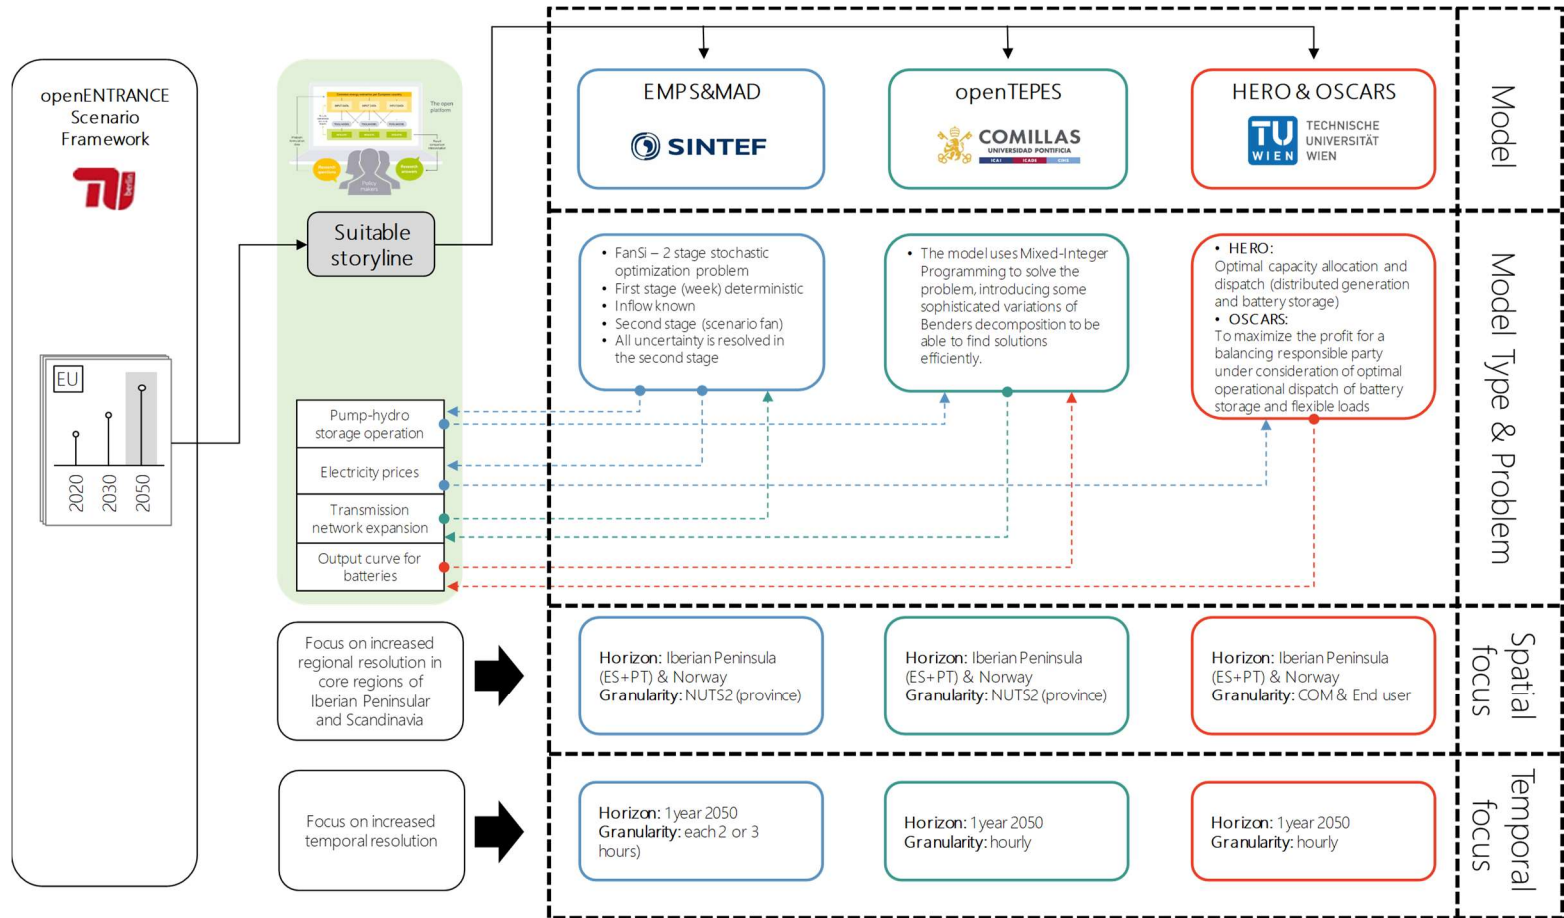 openENTRANCE
Scenario
Framework
berlin
EU
2020
2030
2050
The open
platform
Policy
makers
Suitable
storyline
Pump-hydro
storage operation
Electricity prices
Transmission
network expansion
Output curve for
batteries
Focus on increased
regional resolution in
core regions of
Iberian Peninsular
and Scandinavia
Focus on increased
temporal resolution
EMPS&MAD
SINTEF
openTEPES
COMILLAS
UNIVERSIDAD PONTIFICIA
ICAI ICADE CIHS
HERO & OSCARS
TU
WIEN
TECHNISCHE
UNIVERSITÄT
WIEN
Model
• FanSi – 2 stage stochastic
optimization problem
• First stage (week) deterministic
• Inflow known
• Second stage (scenario fan)
• All uncertainty is resolved in
the second stage
• The model uses Mixed-Integer
Programming to solve the
problem, introducing some
sophisticated variations of
Benders decomposition to be
able to find solutions
efficiently.
• HERO:
Optimal capacity allocation and
dispatch (distributed generation
and battery storage)
• OSCARS:
To maximize the profit for a
balancing responsible party
under consideration of optimal
operational dispatch of battery
storage and flexible loads
Model Type & Problem
Horizon: Iberian Peninsula
(ES+PT) & Norway
Granularity: NUTS2 (province)
Horizon: Iberian Peninsula
(ES+PT) & Norway
Granularity: NUTS2 (province)
Horizon: Iberian Peninsula
(ES+PT) & Norway
Granularity: COM & End user
Spatial
focus
Horizon: 1year 2050
Granularity: each 2 or 3
hours)
Horizon: 1year 2050
Granularity: hourly
Horizon: 1year 2050
Granularity: hourly
Temporal
focus